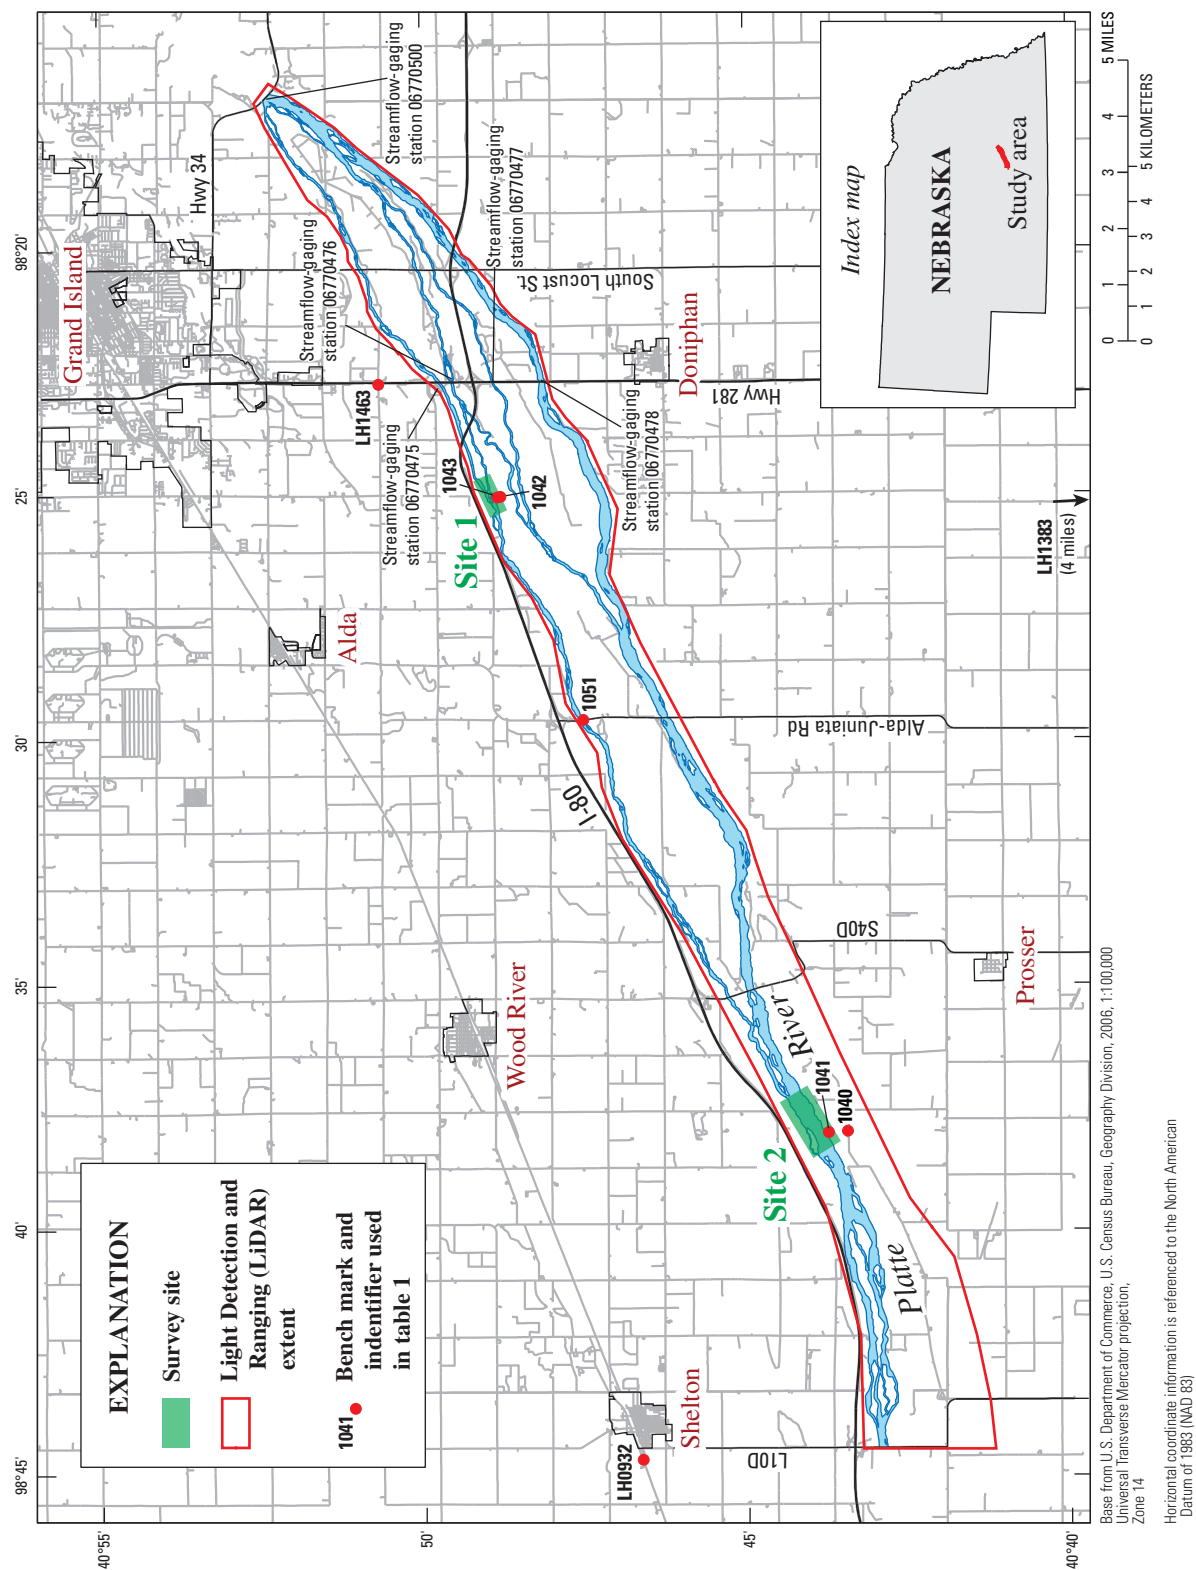 98°45'
40'
35'
30'
25'
98°20'
40°55'
50'
45'
40°40'
EXPLANATION
Survey site
Light Detection and
Ranging (LiDAR)
extent
1041
Bench mark and
indentifier used
in table 1
Grand Island
Alda
Wood River
Shelton
Doniphan
Prosser
Hwy 34
Hwy 281
South Locust St.
Alda-Juniata Rd
I-80
S40D
L10D
Platte
River
Site 1
Site 2
LH0932
LH1463
1043
1042
1051
1041
1040
LH1383
(4 miles)
Streamflow-gaging
station 06770500
Streamflow-gaging
station 06770476
Streamflow-gaging
station 06770477
Streamflow-gaging
station 06770475
Streamflow-gaging
station 06770478
Index map
NEBRASKA
Study area
0 1 2 3 4 5 MILES
0 1 2 3 4 5 KILOMETERS
Base from U.S. Department of Commerce, U.S. Census Bureau, Geography Division, 2006, 1:100,000
Universal Transverse Mercator projection,
Zone 14
Horizontal coordinate information is referenced to the North American
Datum of 1983 (NAD 83)